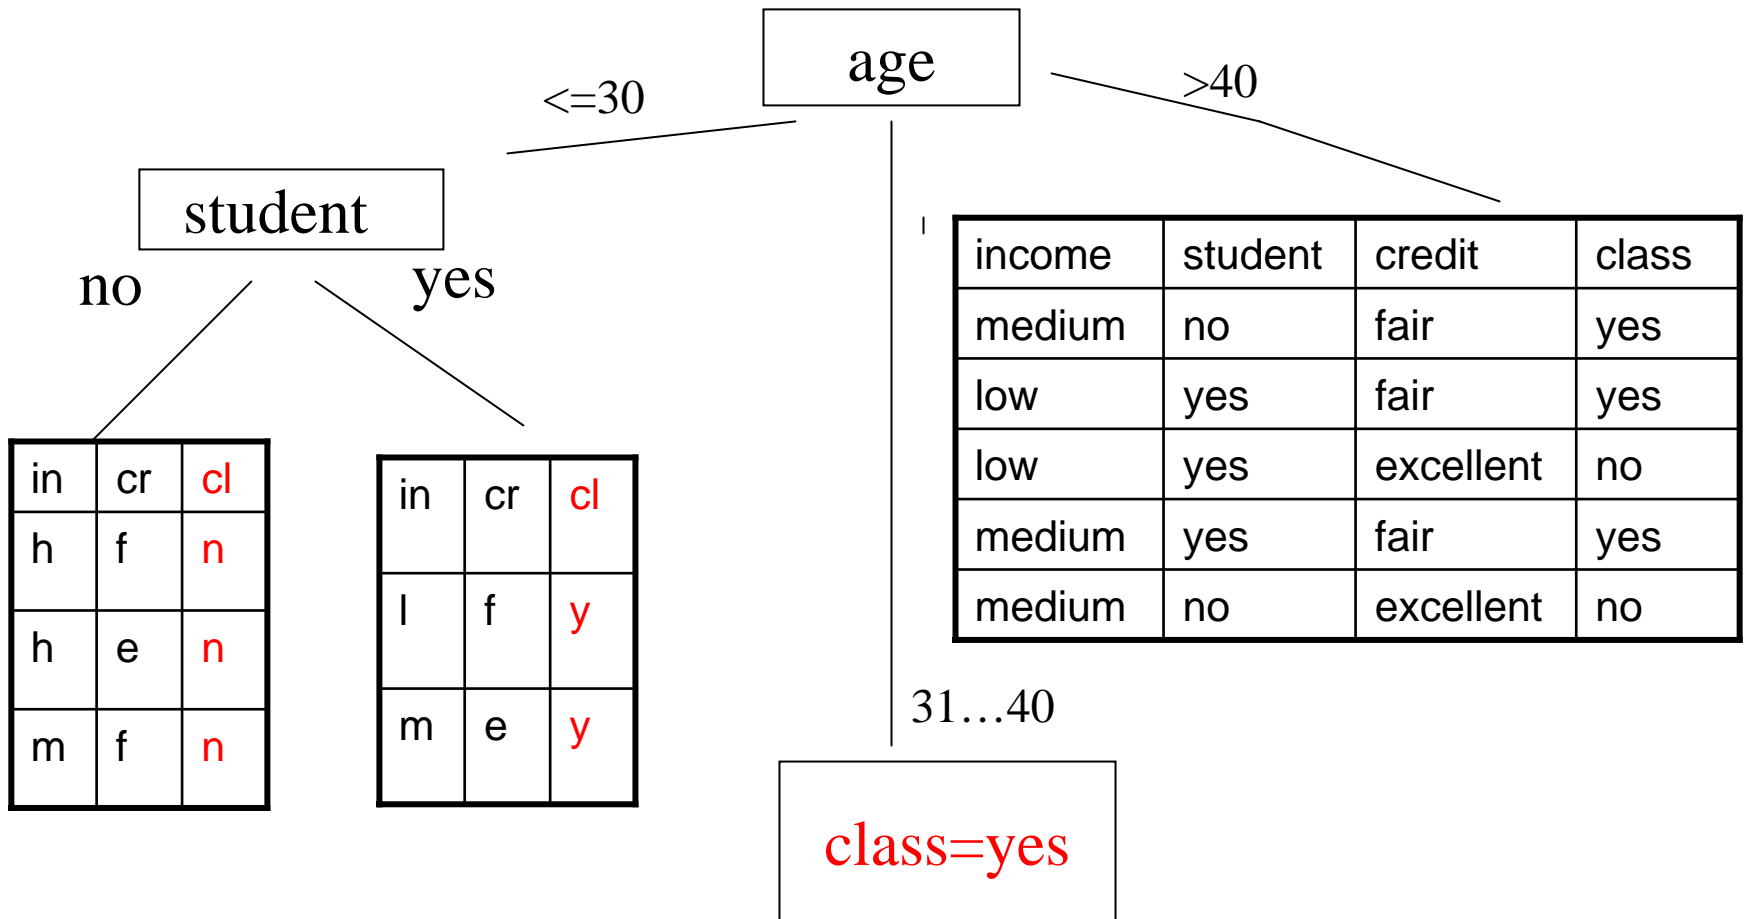 age
<=30
>40
student
no
yes
income student credit class
medium no fair yes
low yes fair yes
low yes excellent no
medium yes fair yes
medium no excellent no
in cr cl
h f n
h e n
m f n
in cr cl
l f y
m e y
31…40
class=yes